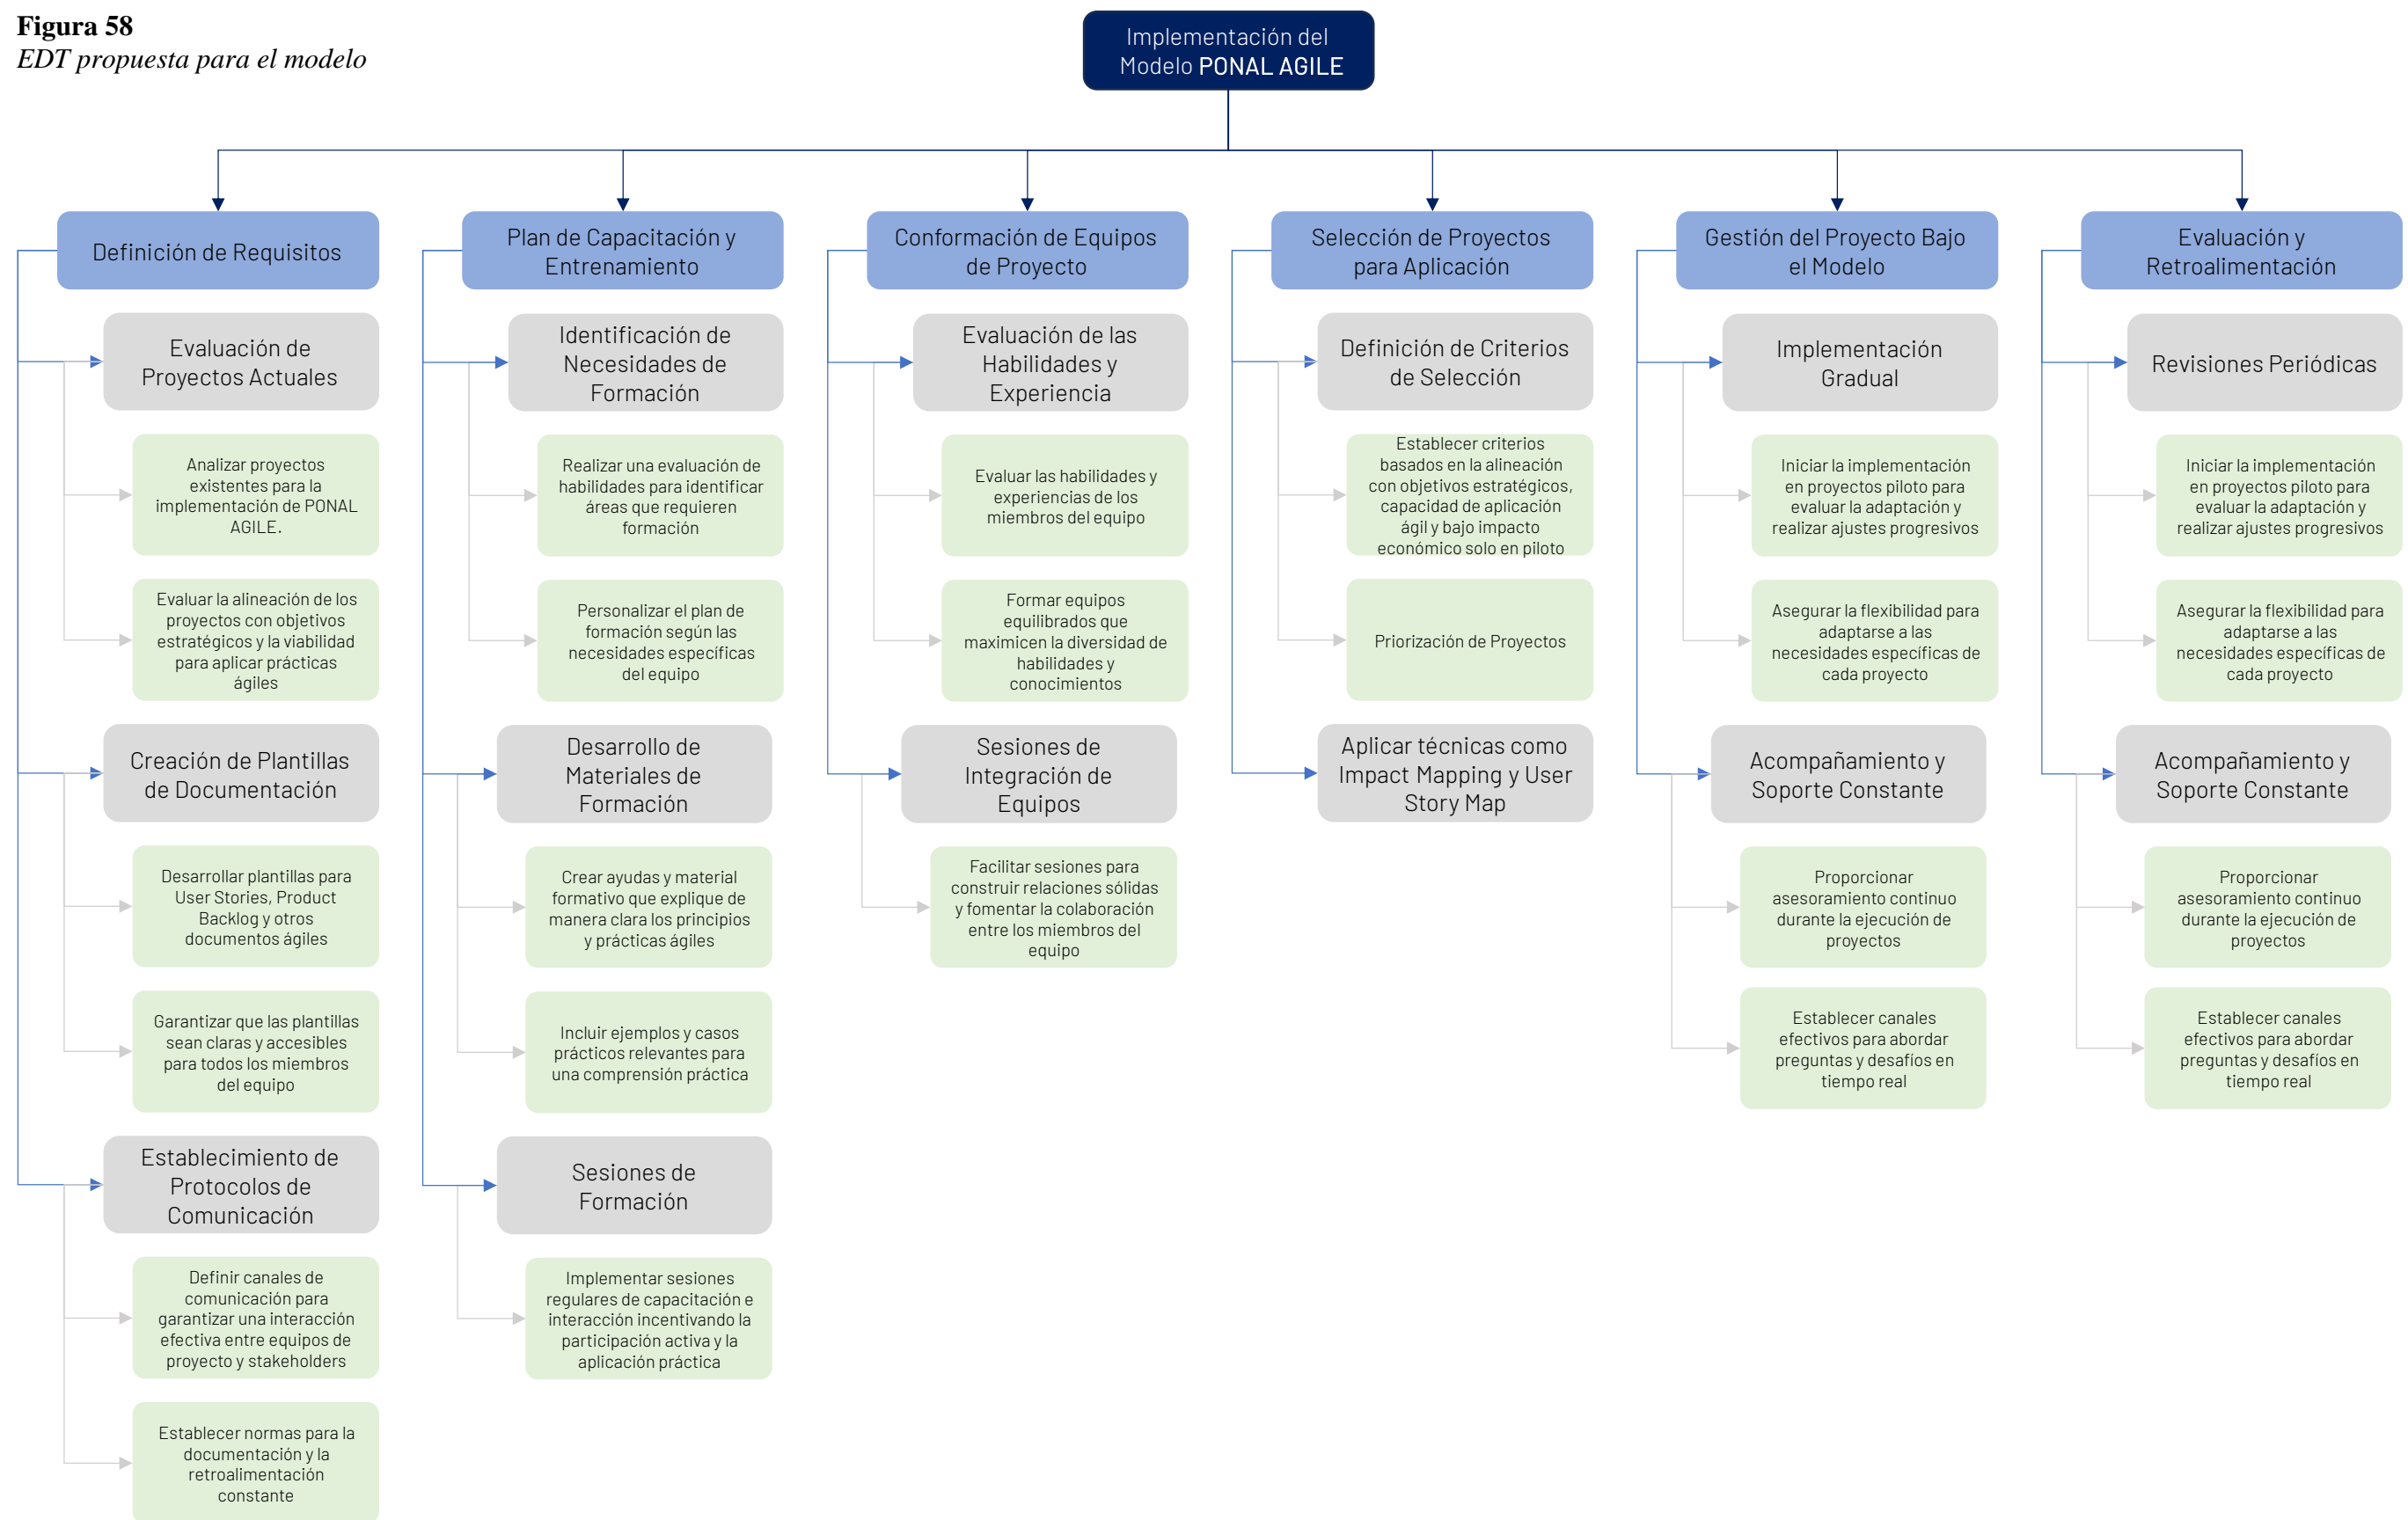 Figura 58
EDT propuesta para el modelo
Implementación del
Modelo PONAL AGILE
Definición de Requisitos
Evaluación de
Proyectos Actuales
Analizar proyectos
existentes para la
implementación de PONAL
AGILE.
Evaluar la alineación de los
proyectos con objetivos
estratégicos y la viabilidad
para aplicar prácticas
ágiles
Creación de Plantillas
de Documentación
Desarrollar plantillas para
User Stories, Product
Backlog y otros
documentos ágiles
Garantizar que las plantillas
sean claras y accesibles
para todos los miembros
del equipo
Establecimiento de
Protocolos de
Comunicación
Definir canales de
comunicación para
garantizar una interacción
efectiva entre equipos de
proyecto y stakeholders
Establecer normas para la
documentación y la
retroalimentación
constante
Plan de Capacitación y
Entrenamiento
Identificación de
Necesidades de
Formación
Realizar una evaluación de
habilidades para identificar
áreas que requieren
formación
Personalizar el plan de
formación según las
necesidades específicas
del equipo
Desarrollo de
Materiales de
Formación
Crear ayudas y material
formativo que explique de
manera clara los principios
y prácticas ágiles
Incluir ejemplos y casos
prácticos relevantes para
una comprensión práctica
Sesiones de
Formación
Implementar sesiones
regulares de capacitación e
interacción incentivando la
participación activa y la
aplicación práctica
Conformación de Equipos
de Proyecto
Evaluación de las
Habilidades y
Experiencia
Evaluar las habilidades y
experiencias de los
miembros del equipo
Formar equipos
equilibrados que
maximicen la diversidad de
habilidades y
conocimientos
Sesiones de
Integración de
Equipos
Facilitar sesiones para
construir relaciones sólidas
y fomentar la colaboración
entre los miembros del
equipo
Selección de Proyectos
para Aplicación
Definición de Criterios
de Selección
Establecer criterios
basados en la alineación
con objetivos estratégicos,
capacidad de aplicación
ágil y bajo impacto
económico solo en piloto
Priorización de Proyectos
Aplicar técnicas como
Impact Mapping y User
Story Map
Gestión del Proyecto Bajo
el Modelo
Implementación
Gradual
Iniciar la implementación
en proyectos piloto para
evaluar la adaptación y
realizar ajustes progresivos
Asegurar la flexibilidad para
adaptarse a las
necesidades específicas de
cada proyecto
Acompañamiento y
Soporte Constante
Proporcionar
asesoramiento continuo
durante la ejecución de
proyectos
Establecer canales
efectivos para abordar
preguntas y desafíos en
tiempo real
Evaluación y
Retroalimentación
Revisiones Periódicas
Iniciar la implementación
en proyectos piloto para
evaluar la adaptación y
realizar ajustes progresivos
Asegurar la flexibilidad para
adaptarse a las
necesidades específicas de
cada proyecto
Acompañamiento y
Soporte Constante
Proporcionar
asesoramiento continuo
durante la ejecución de
proyectos
Establecer canales
efectivos para abordar
preguntas y desafíos en
tiempo real